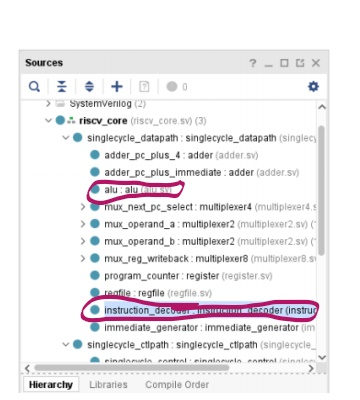 Sources
? _ □ ⧉ X
0
SystemVerilog (2)
riscv_core (riscv_core.sv) (3)
singlecycle_datapath : singlecycle_datapath (singlecy
adder_pc_plus_4 : adder (adder.sv)
adder_pc_plus_immediate : adder (adder.sv)
alu : alu (alu.sv)
mux_next_pc_select : multiplexer4 (multiplexer4.s
mux_operand_a : multiplexer2 (multiplexer2.sv) (
mux_operand_b : multiplexer2 (multiplexer2.sv) (
mux_reg_writeback : multiplexer8 (multiplexer8.sv
program_counter : register (register.sv)
regfile : regfile (regfile.sv)
instruction_decoder : instruction_decoder (instruc
immediate_generator : immediate_generator (im
singlecycle_ctlpath : singlecycle_ctlpath (singlecycle_
singlecycle_control : singlecycle_control (singlecycl
Hierarchy Libraries Compile Order